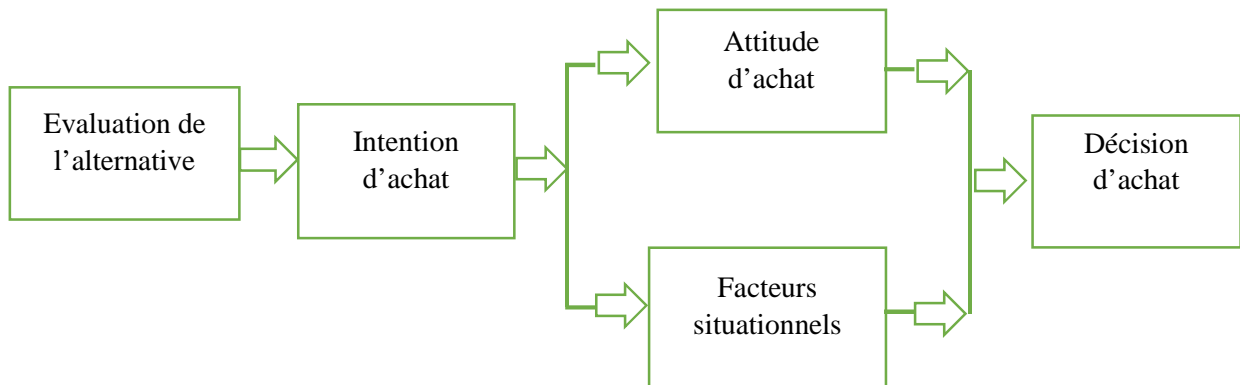 Evaluation de
l’alternative
Intention
d’achat
Attitude
d’achat
Facteurs
situationnels
Décision
d’achat